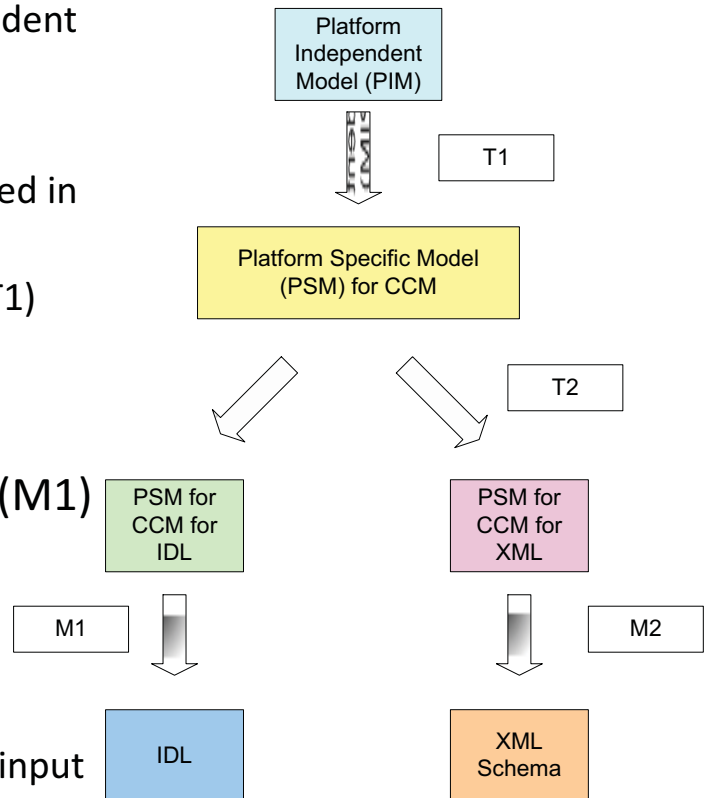 dent
Platform
Independent
Model (PIM)
T1
ed in
Platform Specific Model
(PSM) for CCM
T1)
T2
(M1)
PSM for
CCM for
IDL
PSM for
CCM for
XML
M1
M2
IDL
XML
Schema
input